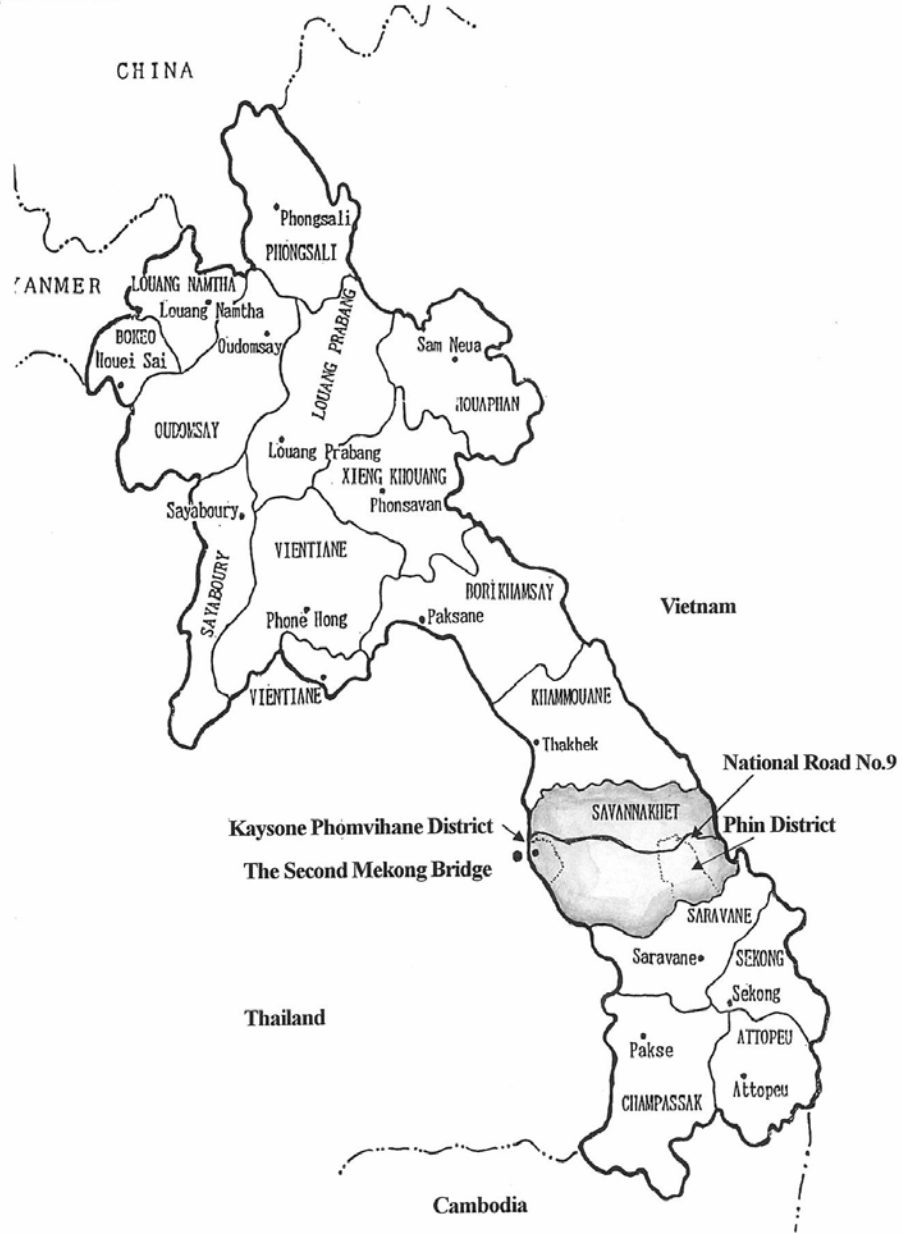 CHINA
Phongsali
PHONGSALI
YANMER
LOUANG NAMTHA
Louang Namtha
BOKEO
Houei Sai
Oudomsay
LOUANG PRABANG
Sam Neua
HOUAPHAN
OUDOMSAY
Louang Prabang
XIENG KHOUANG
Phonsavan
Sayaboury
SAYABOURY
VIENTIANE
Phone Hong
BORIKHAMSAY
Paksane
Vietnam
VIENTIANE
KHAMMOUANE
Thakhek
National Road No.9
SAVANNAKHET
Kaysone Phomvihane District
Phin District
The Second Mekong Bridge
SARAVANE
Saravane
SEKONG
Sekong
Thailand
ATTOPEU
Pakse
Attopeu
CHAMPASSAK
Cambodia